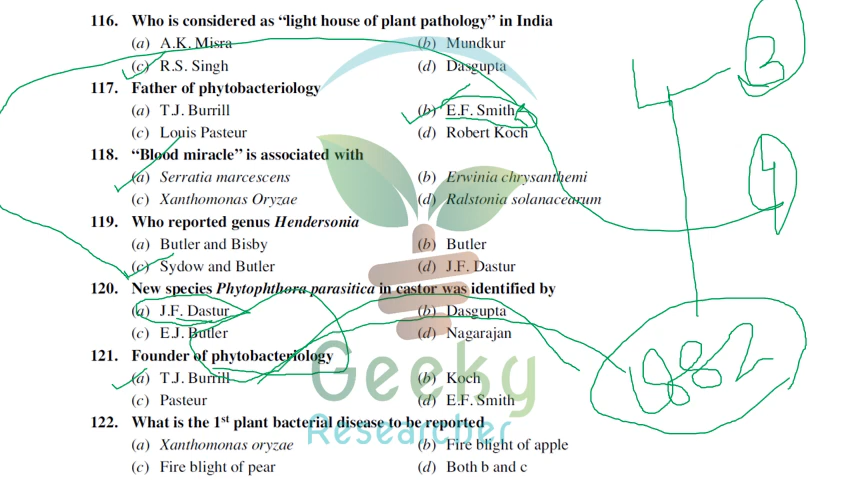 116. Who is considered as “light house of plant pathology” in India
(a) A.K. Misra (b) Mundkur
(c) R.S. Singh (d) Dasgupta
117. Father of phytobacteriology
(a) T.J. Burrill (b) E.F. Smith
(c) Louis Pasteur (d) Robert Koch
118. “Blood miracle” is associated with
(a) Serratia marcescens (b) Erwinia chrysanthemi
(c) Xanthomonas Oryzae (d) Ralstonia solanacearum
119. Who reported genus Hendersonia
(a) Butler and Bisby (b) Butler
(c) Sydow and Butler (d) J.F. Dastur
120. New species Phytophthora parasitica in castor was identified by
(a) J.F. Dastur (b) Dasgupta
(c) E.J. Butler (d) Nagarajan
121. Founder of phytobacteriology
(a) T.J. Burrill (b) Koch
(c) Pasteur (d) E.F. Smith
122. What is the 1st plant bacterial disease to be reported
(a) Xanthomonas oryzae (b) Fire blight of apple
(c) Fire blight of pear (d) Both b and c
Geeky
Researcher
3
4